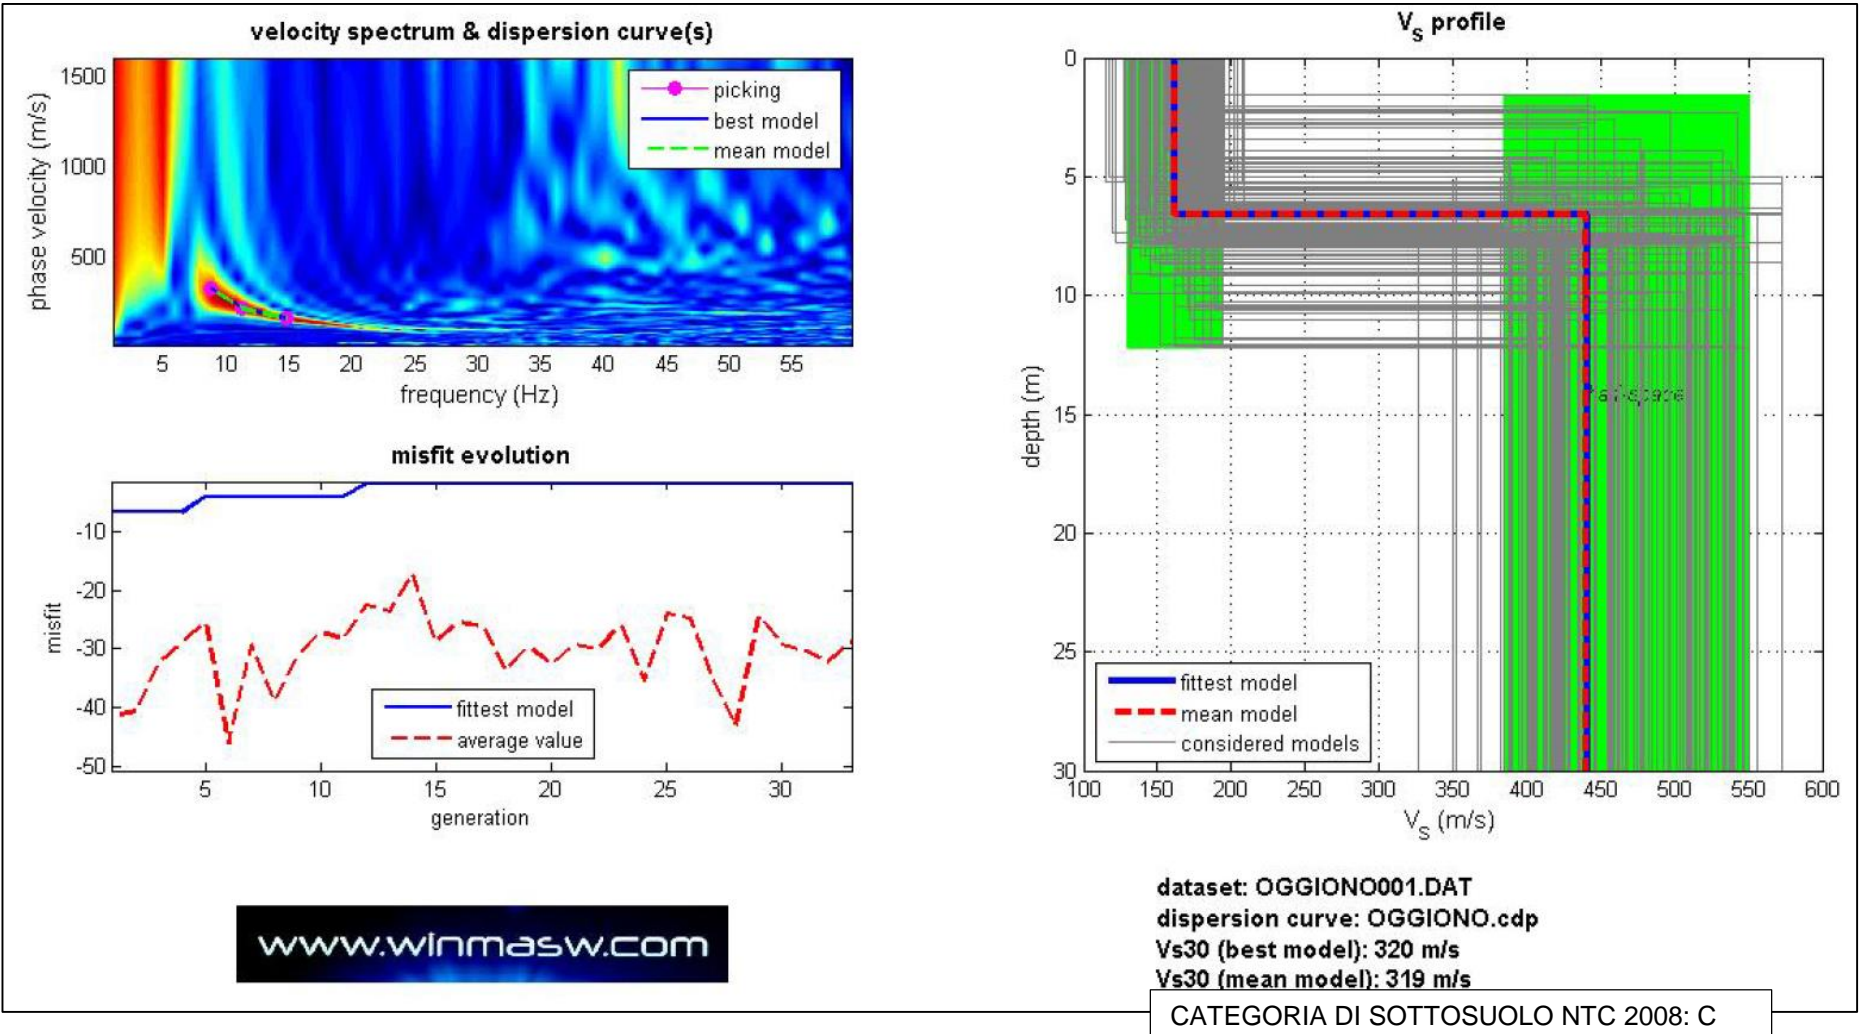 velocity spectrum & dispersion curve(s)
1500
1000
500
phase velocity (m/s)
picking
best model
mean model
5 10 15 20 25 30 35 40 45 50 55
frequency (Hz)
misfit evolution
-10
-20
-30
-40
-50
misfit
fittest model
average value
5 10 15 20 25 30
generation
www.winmasw.com
VS profile
0
5
10
15
20
25
30
depth (m)
half-space
fittest model
mean model
considered models
100 150 200 250 300 350 400 450 500 550 600
VS (m/s)
dataset: OGGIONO001.DAT
dispersion curve: OGGIONO.cdp
Vs30 (best model): 320 m/s
Vs30 (mean model): 319 m/s
CATEGORIA DI SOTTOSUOLO NTC 2008: C